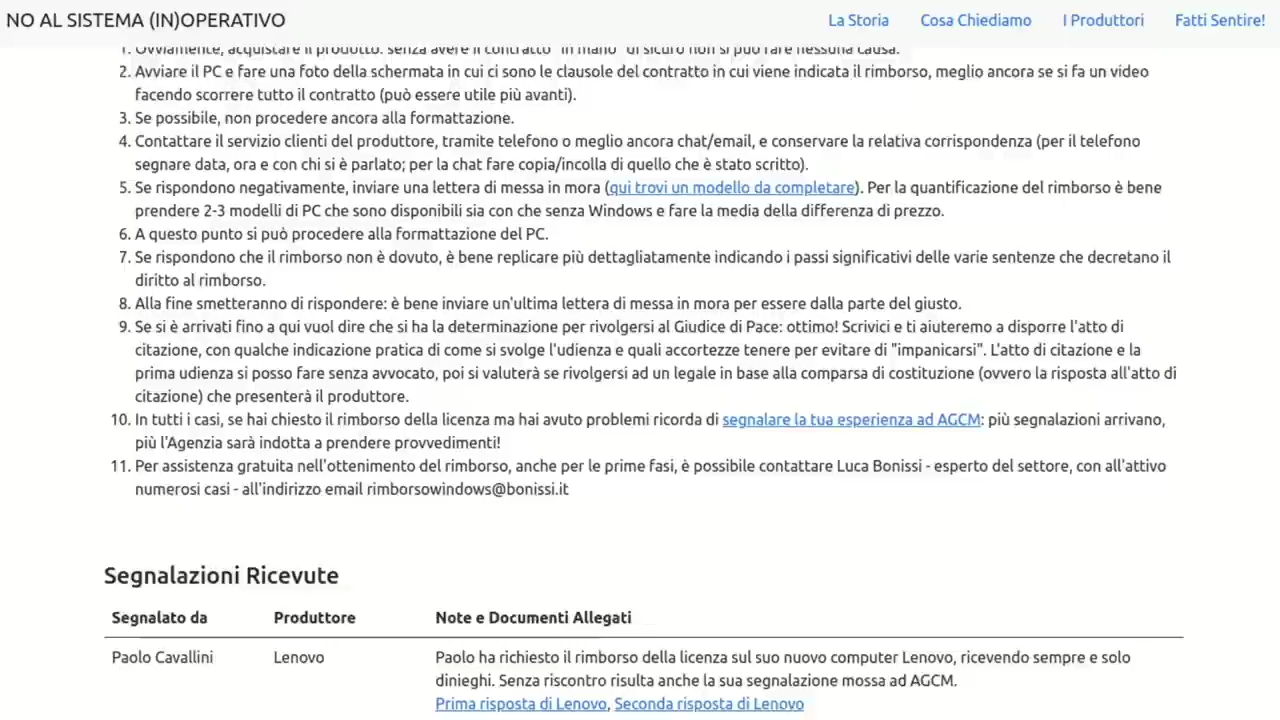 NO AL SISTEMA (IN)OPERATIVO
La Storia Cosa Chiediamo I Produttori Fatti Sentire!
1. Ovviamente, acquistare il prodotto: senza avere il contratto "in mano" di sicuro non si può fare nessuna causa.
2. Avviare il PC e fare una foto della schermata in cui ci sono le clausole del contratto in cui viene indicata il rimborso, meglio ancora se si fa un video
facendo scorrere tutto il contratto (può essere utile più avanti).
3. Se possibile, non procedere ancora alla formattazione.
4. Contattare il servizio clienti del produttore, tramite telefono o meglio ancora chat/email, e conservare la relativa corrispondenza (per il telefono
segnare data, ora e con chi si è parlato; per la chat fare copia/incolla di quello che è stato scritto).
5. Se rispondono negativamente, inviare una lettera di messa in mora (qui trovi un modello da completare). Per la quantificazione del rimborso è bene
prendere 2-3 modelli di PC che sono disponibili sia con che senza Windows e fare la media della differenza di prezzo.
6. A questo punto si può procedere alla formattazione del PC.
7. Se rispondono che il rimborso non è dovuto, è bene replicare più dettagliatamente indicando i passi significativi delle varie sentenze che decretano il
diritto al rimborso.
8. Alla fine smetteranno di rispondere: è bene inviare un'ultima lettera di messa in mora per essere dalla parte del giusto.
9. Se si è arrivati fino a qui vuol dire che si ha la determinazione per rivolgersi al Giudice di Pace: ottimo! Scrivici e ti aiuteremo a disporre l'atto di
citazione, con qualche indicazione pratica di come si svolge l'udienza e quali accortezze tenere per evitare di "impanicarsi". L'atto di citazione e la
prima udienza si posso fare senza avvocato, poi si valuterà se rivolgersi ad un legale in base alla comparsa di costituzione (ovvero la risposta all'atto di
citazione) che presenterà il produttore.
10. In tutti i casi, se hai chiesto il rimborso della licenza ma hai avuto problemi ricorda di segnalare la tua esperienza ad AGCM: più segnalazioni arrivano,
più l'Agenzia sarà indotta a prendere provvedimenti!
11. Per assistenza gratuita nell'ottenimento del rimborso, anche per le prime fasi, è possibile contattare Luca Bonissi - esperto del settore, con all'attivo
numerosi casi - all'indirizzo email rimborsowindows@bonissi.it
Segnalazioni Ricevute
Segnalato da Produttore Note e Documenti Allegati
Paolo Cavallini Lenovo Paolo ha richiesto il rimborso della licenza sul suo nuovo computer Lenovo, ricevendo sempre e solo
dinieghi. Senza riscontro risulta anche la sua segnalazione mossa ad AGCM.
Prima risposta di Lenovo, Seconda risposta di Lenovo